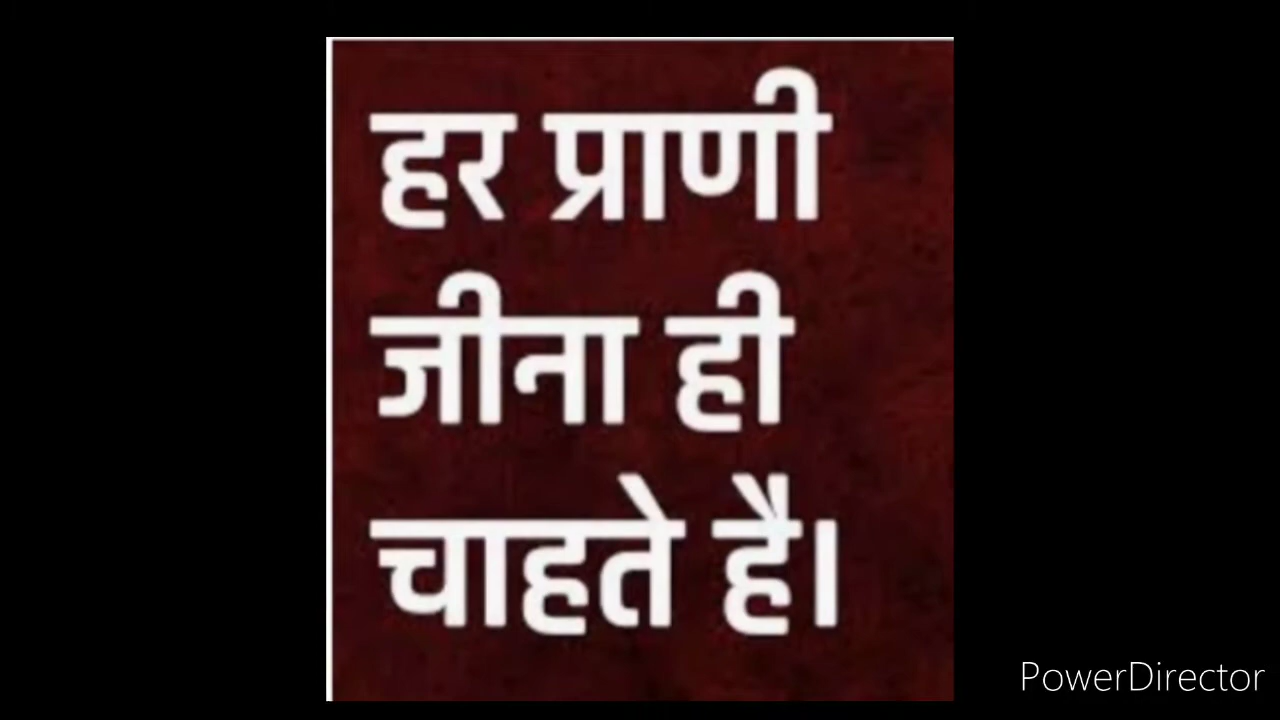 हर प्राणी
जीना ही
चाहते है।
PowerDirector